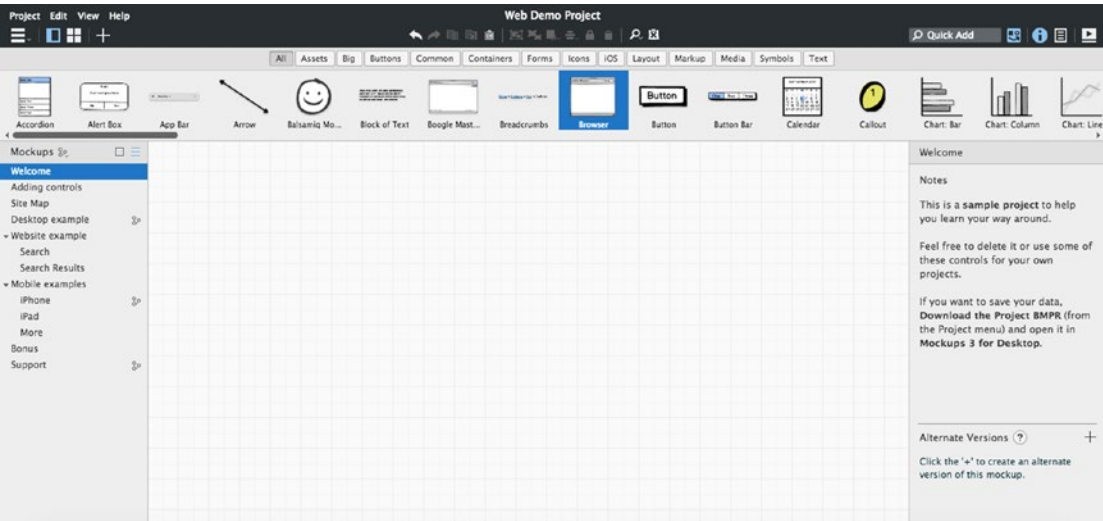 Project Edit View Help
Web Demo Project
Quick Add
All Assets Big Buttons Common Containers Forms Icons iOS Layout Markup Media Symbols Text
Button
1
Accordion Alert Box App Bar Arrow Balsamiq Mo... Block of Text Boogle Mast... Breadcrumbs Browser Button Button Bar Calendar Callout Chart: Bar Chart: Column Chart: Line
Mockups
Welcome
Adding controls
Site Map
Desktop example
Website example
Search
Search Results
Mobile examples
iPhone
iPad
More
Bonus
Support
Welcome
Notes
This is a sample project to help
you learn your way around.
Feel free to delete it or use some of
these controls for your own
projects.
If you want to save your data,
Download the Project BMPR (from
the Project menu) and open it in
Mockups 3 for Desktop.
Alternate Versions ?
Click the '+' to create an alternate
version of this mockup.